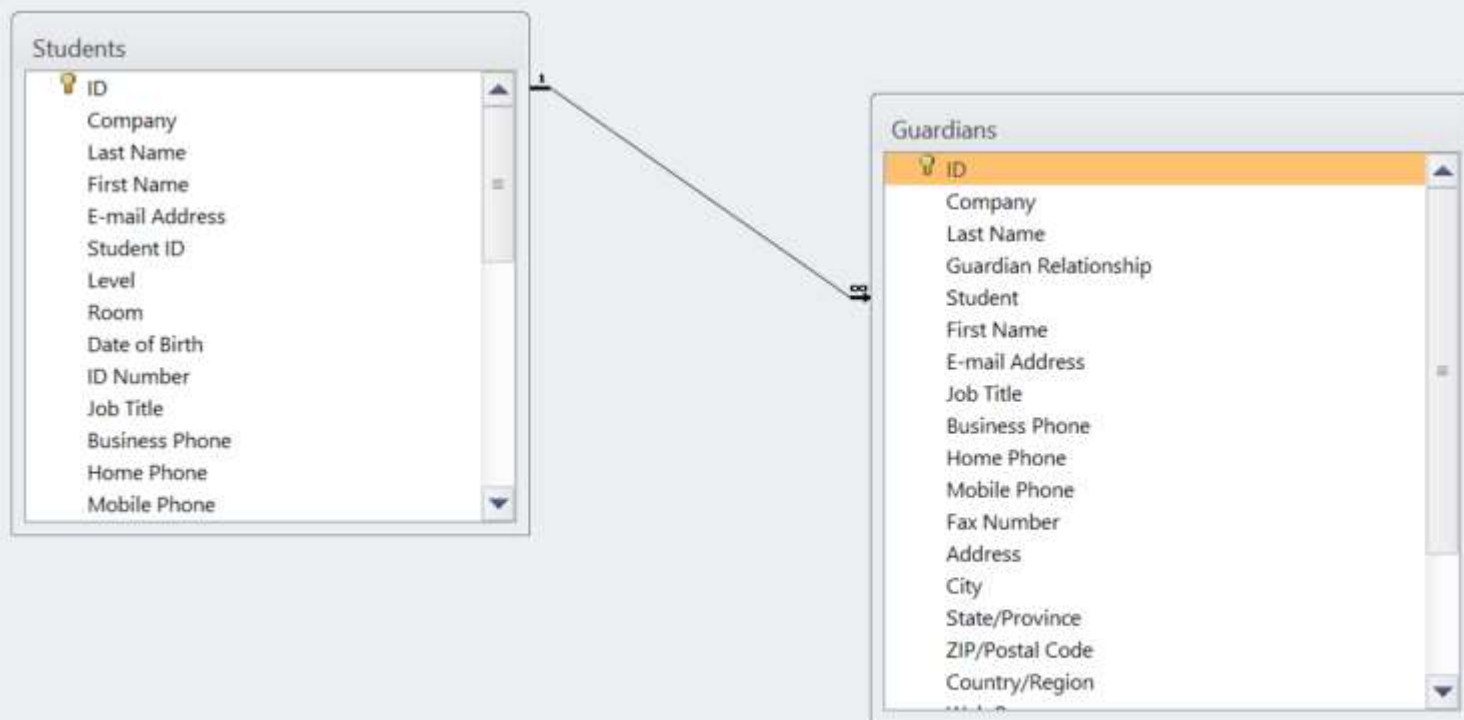 Students
ID
Company
Last Name
First Name
E-mail Address
Student ID
Level
Room
Date of Birth
ID Number
Job Title
Business Phone
Home Phone
Mobile Phone
1
∞
Guardians
ID
Company
Last Name
Guardian Relationship
Student
First Name
E-mail Address
Job Title
Business Phone
Home Phone
Mobile Phone
Fax Number
Address
City
State/Province
ZIP/Postal Code
Country/Region